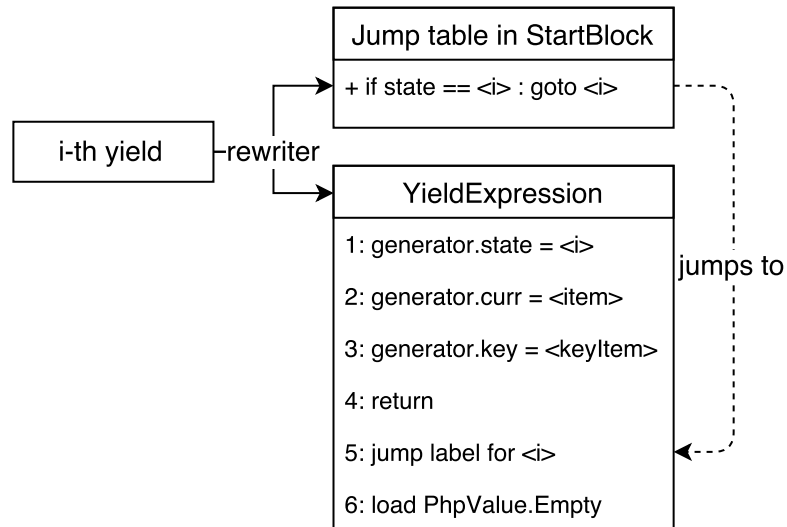 Jump table in StartBlock
+ if state == <i> : goto <i>
i-th yield
rewriter
YieldExpression
1: generator.state = <i>
2: generator.curr = <item>
3: generator.key = <keyItem>
4: return
5: jump label for <i>
6: load PhpValue.Empty
jumps to